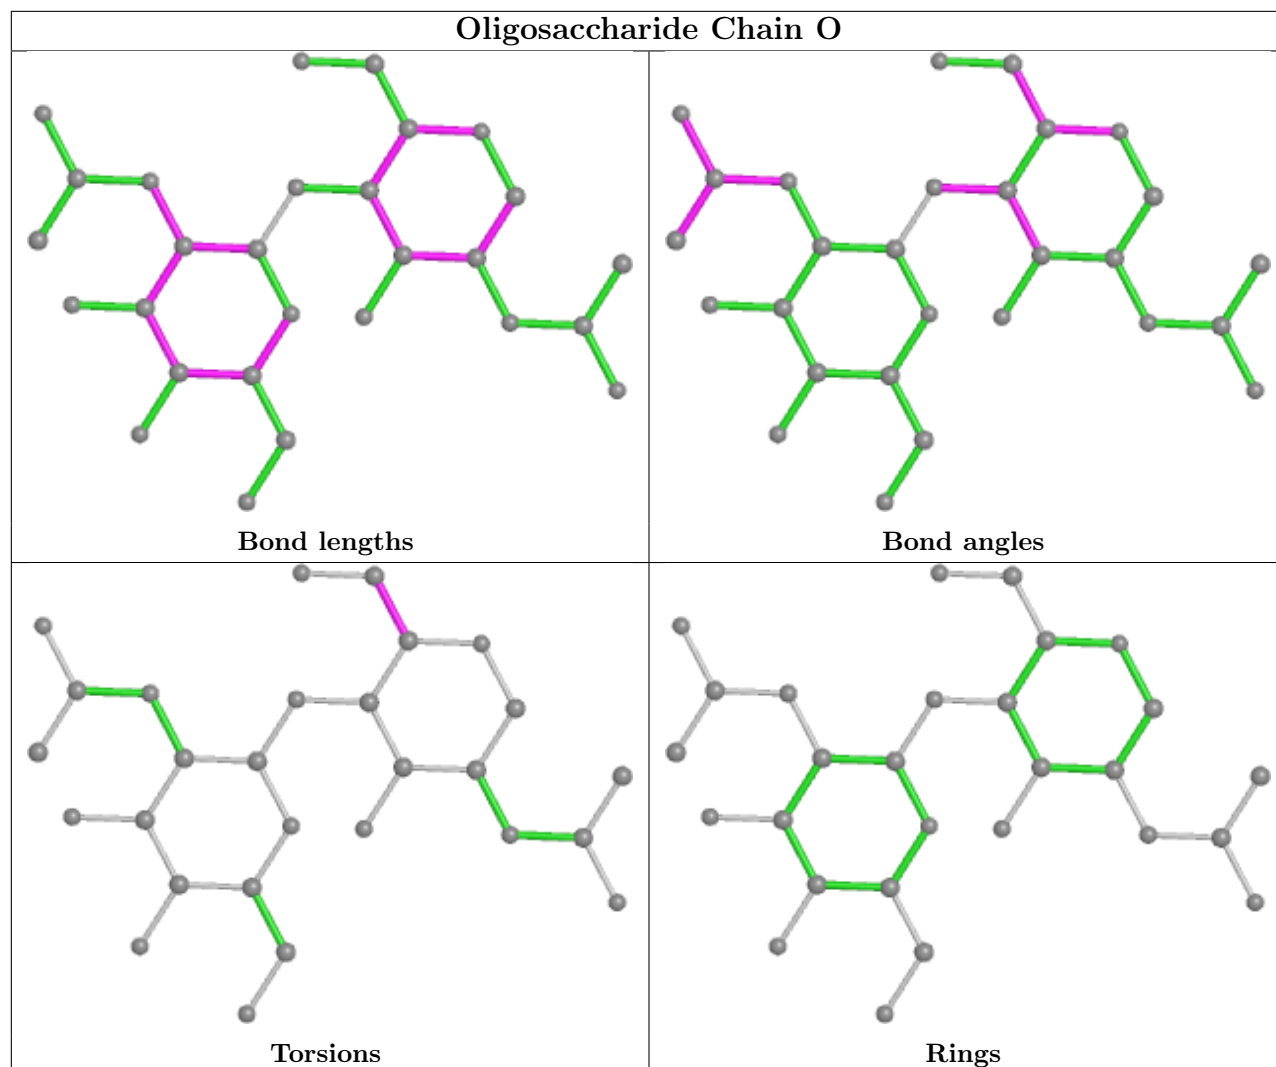 Oligosaccharide Chain O
Bond lengths
Bond angles
Torsions
Rings